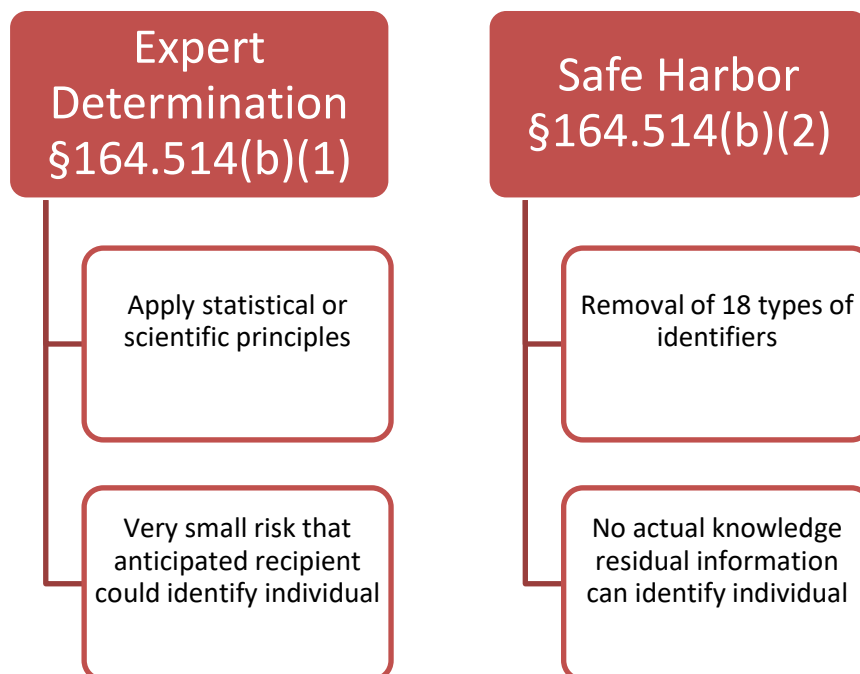 Expert
Determination
§164.514(b)(1)
Apply statistical or
scientific principles
Very small risk that
anticipated recipient
could identify individual
Safe Harbor
§164.514(b)(2)
Removal of 18 types of
identifiers
No actual knowledge
residual information
can identify individual